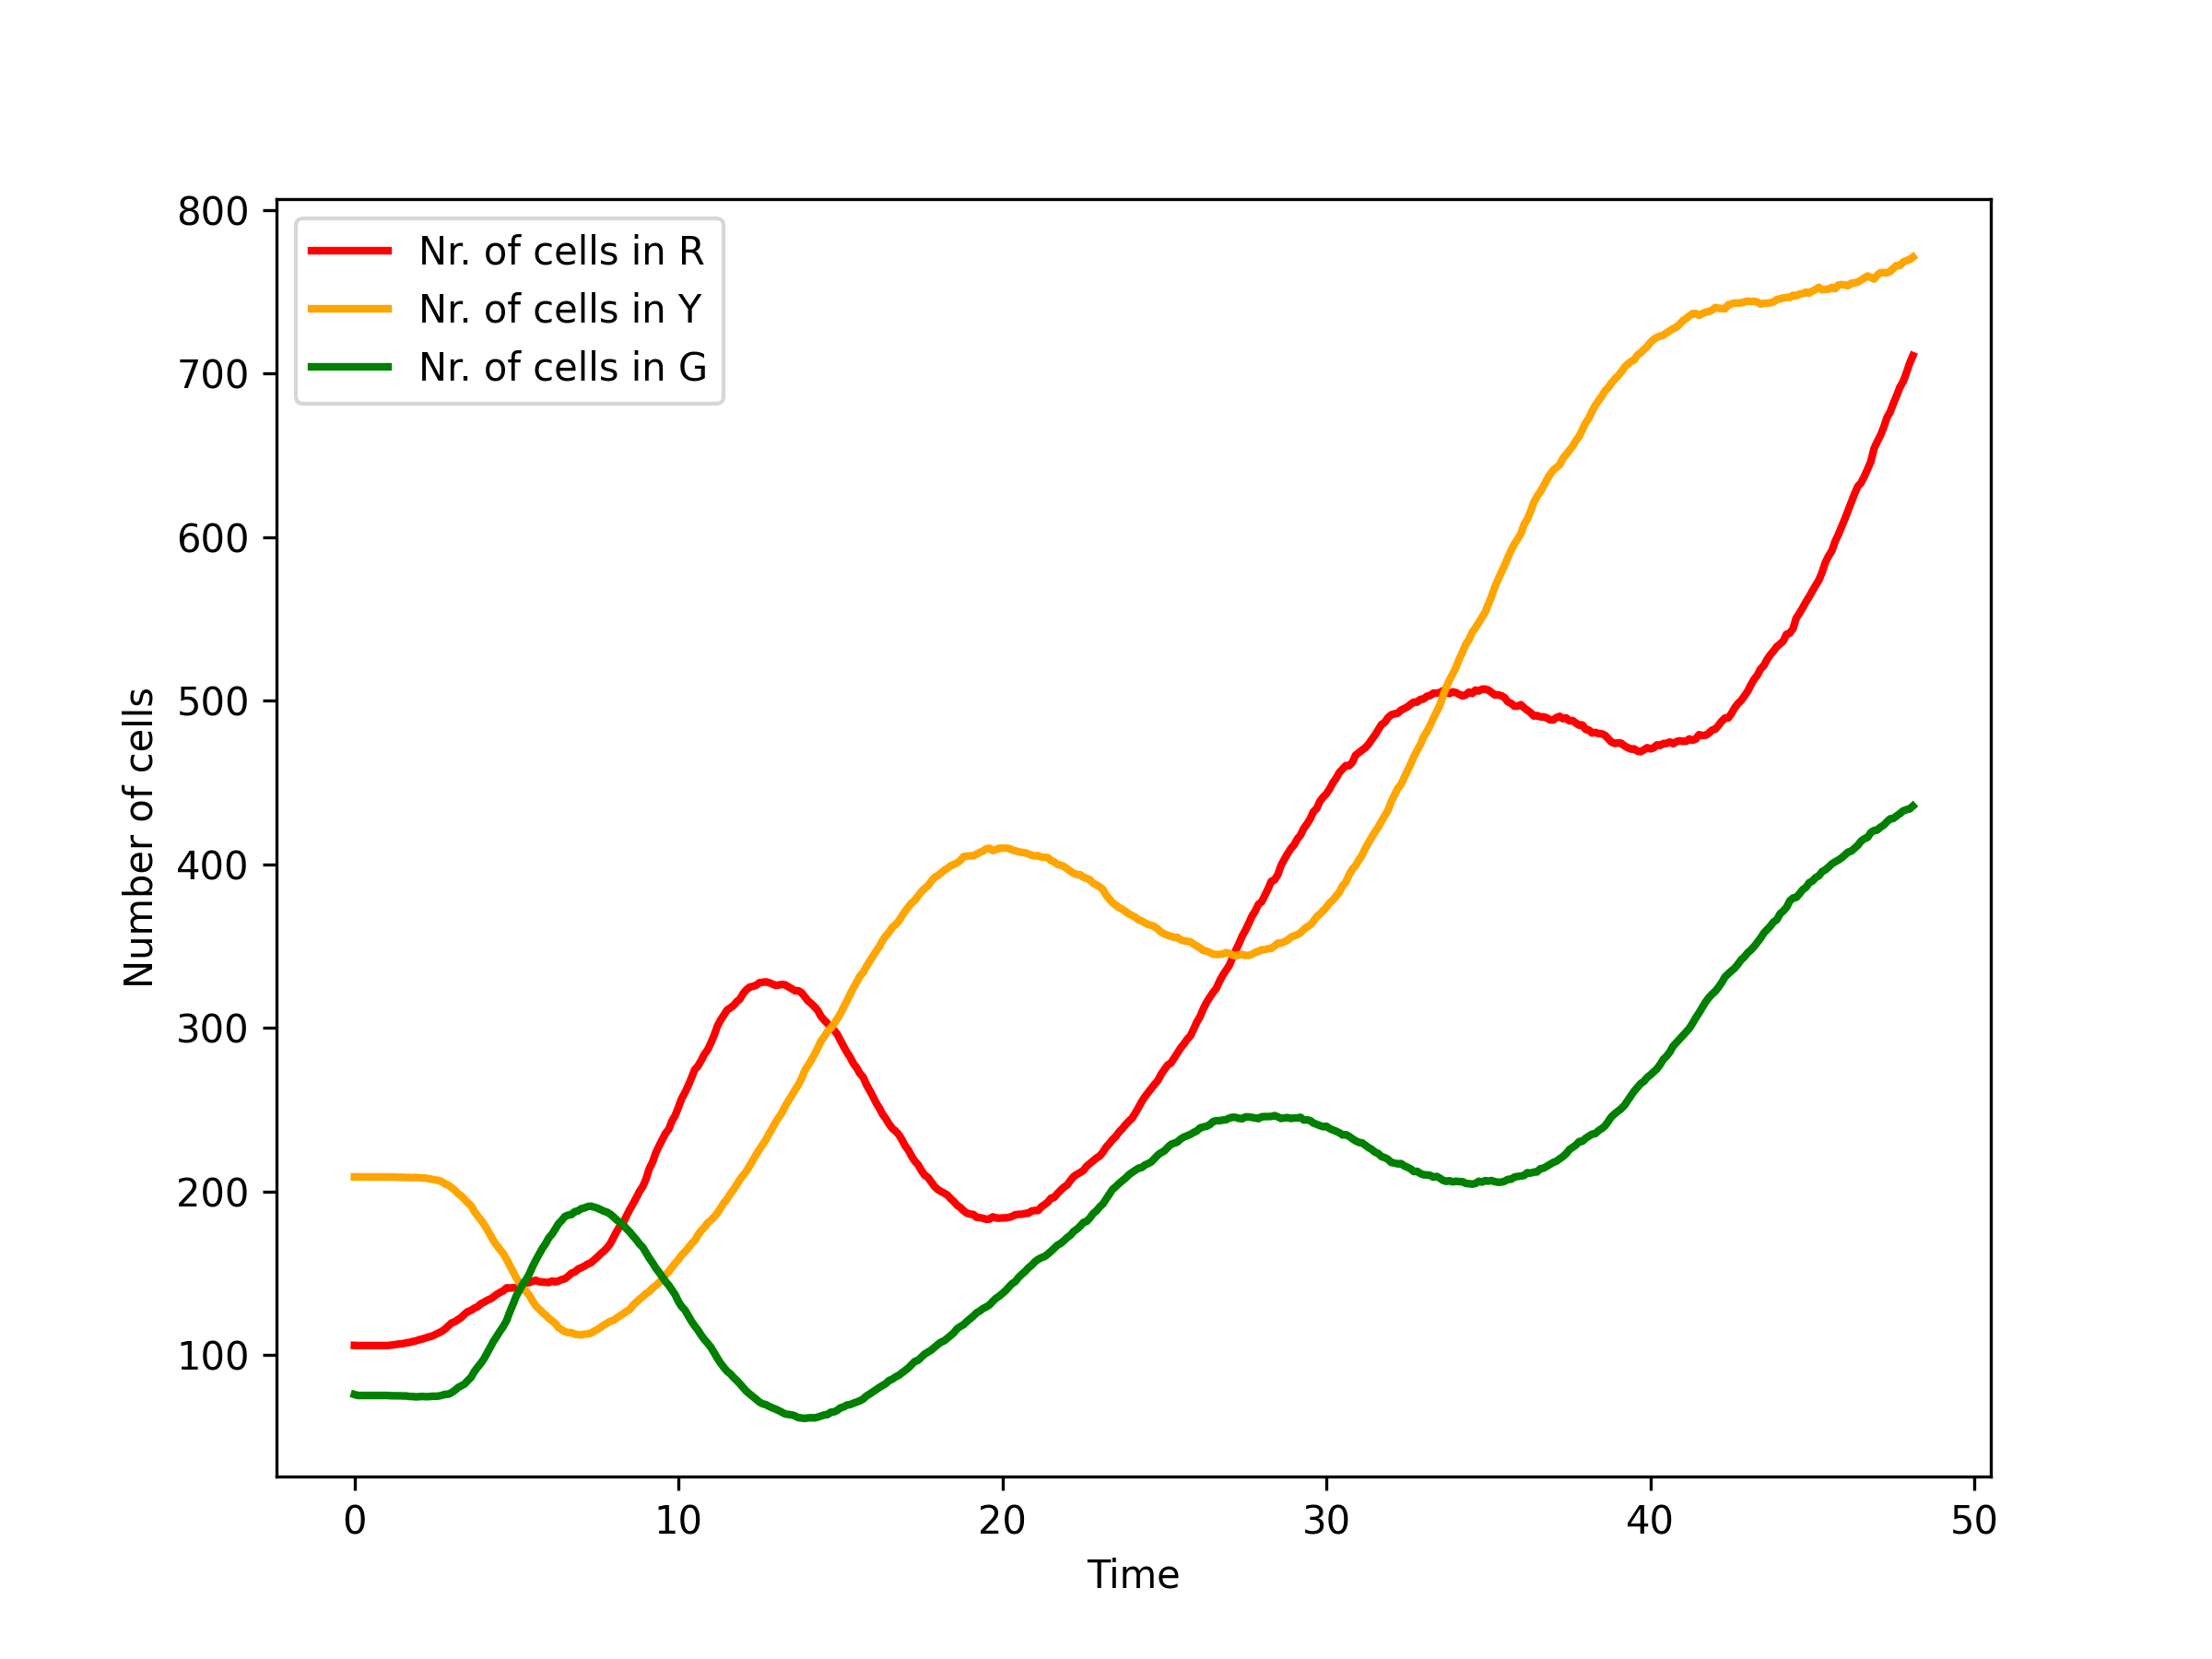 Nr. of cells in R
Nr. of cells in Y
Nr. of cells in G
800
700
600
500
400
300
200
100
Number of cells
0 10 20 30 40 50
Time